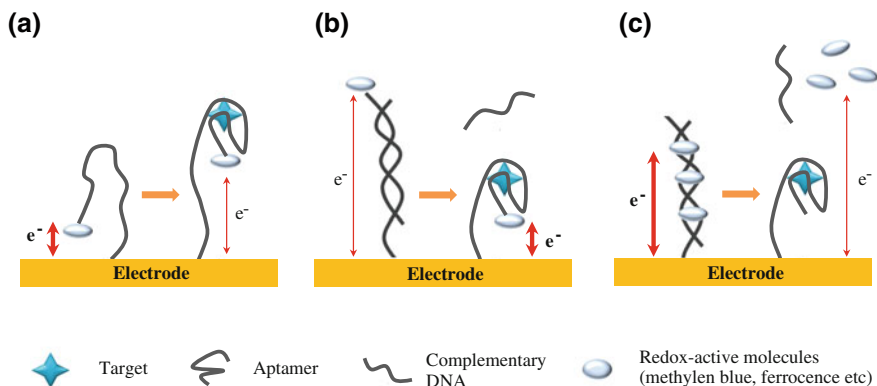 (a)
(b)
(c)
e-
e-
e-
e-
e-
e-
Electrode
Electrode
Electrode
Target
Aptamer
Complementary
DNA
Redox-active molecules
(methylen blue, ferrocence etc)